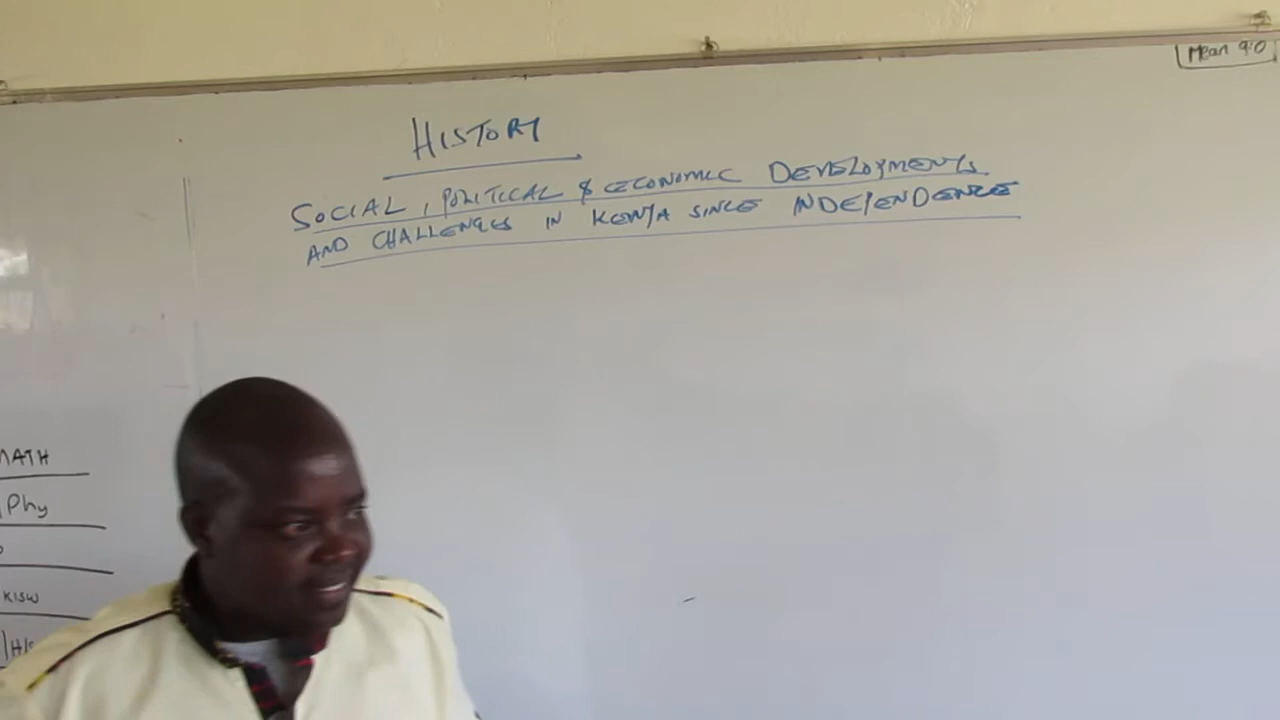 Mean 9.0
HISTORY
SOCIAL, POLITICAL & ECONOMIC DEVELOPMENTS
AND CHALLENGES IN KENYA SINCE INDEPENDENCE
MATH
Phy
KISW